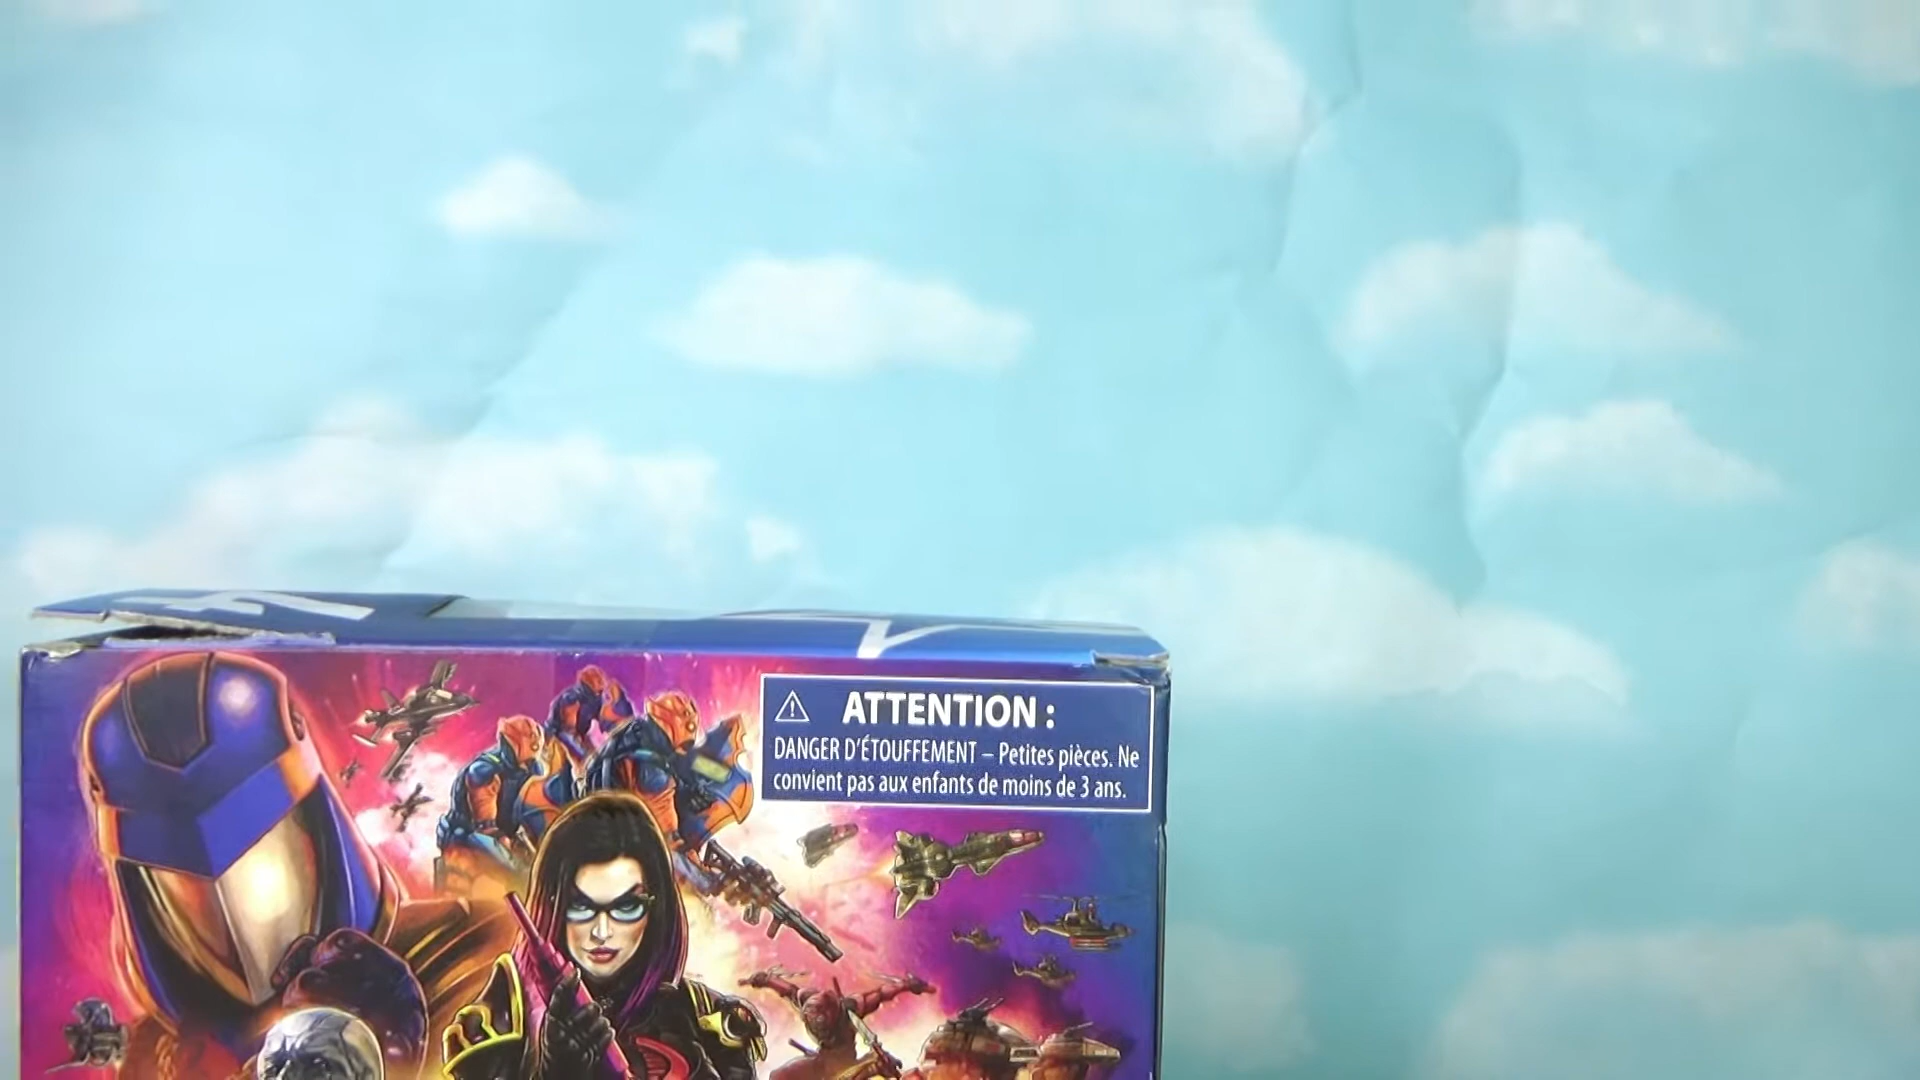 ATTENTION :
DANGER D'ÉTOUFFEMENT – Petites pièces. Ne
convient pas aux enfants de moins de 3 ans.